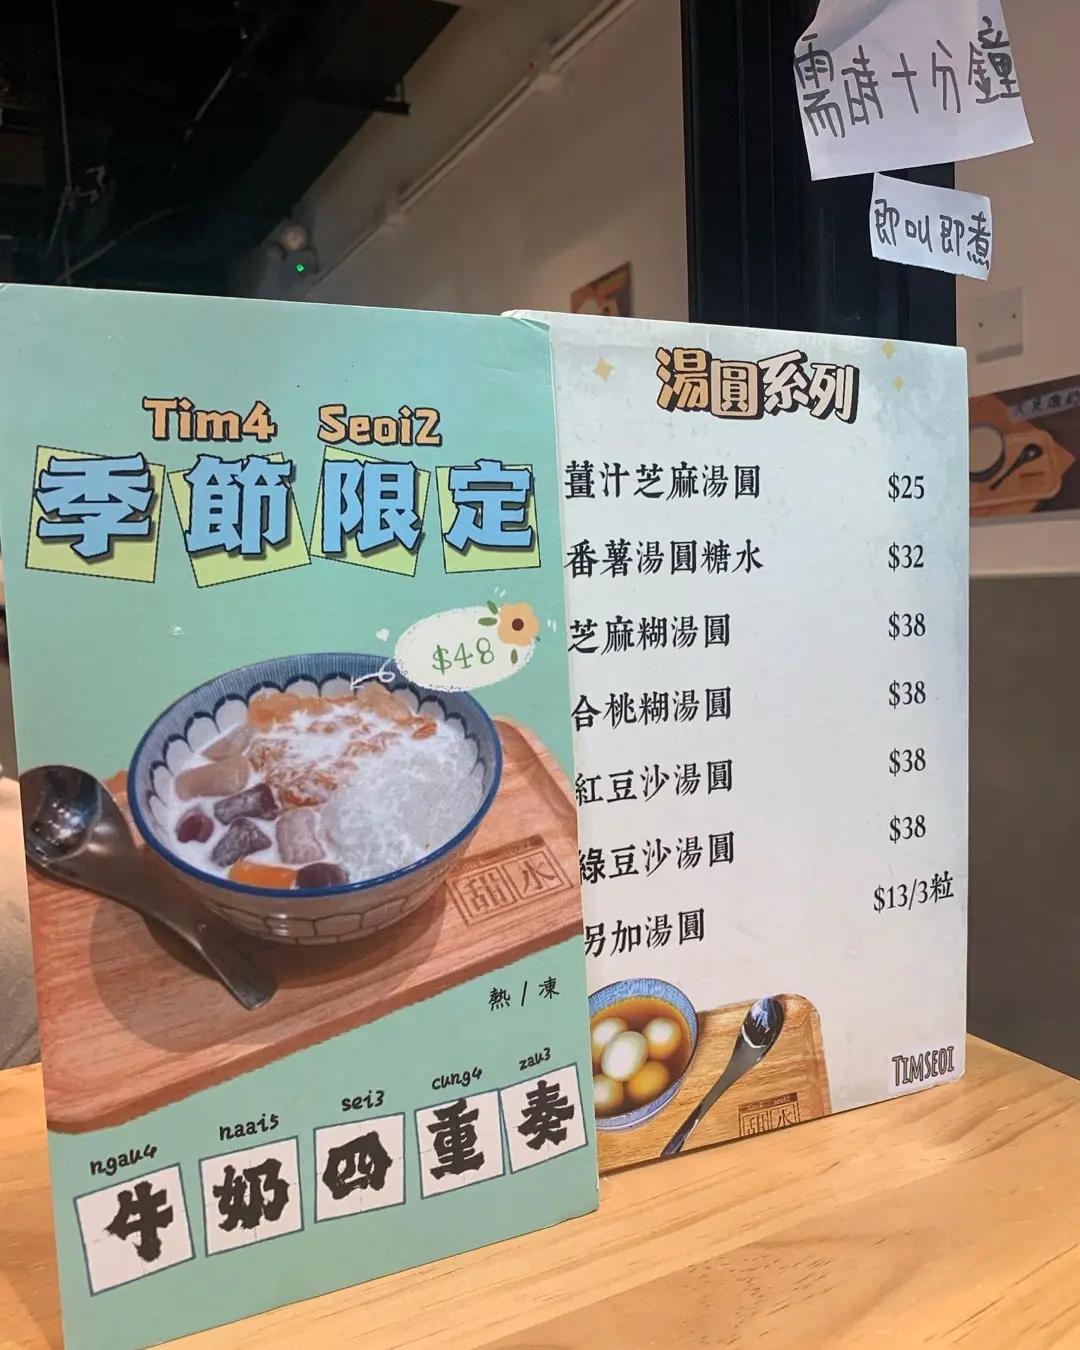 需時十分鐘
即叫即煮
Tim4 Seoi2
季節限定
$48
甜水
熱 / 凍
ngau4 naai5 sei3 cung4 zau3
牛奶四重奏
湯圓系列
薑汁芝麻湯圓 $25
番薯湯圓糖水 $32
芝麻糊湯圓 $38
合桃糊湯圓 $38
紅豆沙湯圓 $38
綠豆沙湯圓 $38
另加湯圓 $13/3粒
甜水
TIMSEOI